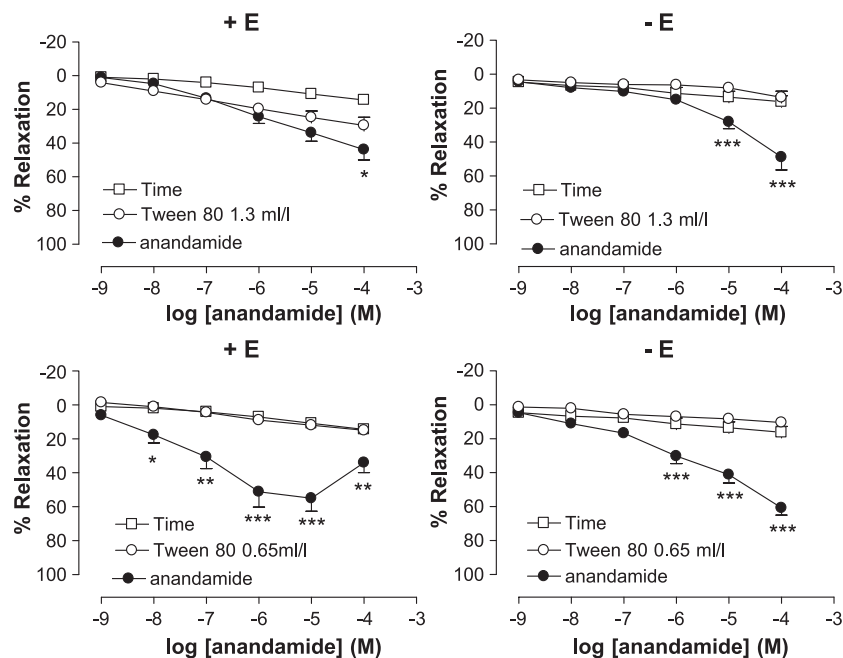 + E
-20
0
20
40
60
80
100
% Relaxation
*
Time
Tween 80 1.3 ml/l
anandamide
-9 -8 -7 -6 -5 -4 -3
log [anandamide] (M)
- E
-20
0
20
40
60
80
100
% Relaxation
***
***
Time
Tween 80 1.3 ml/l
anandamide
-9 -8 -7 -6 -5 -4 -3
log [anandamide] (M)
+ E
-20
0
20
40
60
80
100
% Relaxation
* ** *** *** **
Time
Tween 80 0.65ml/l
anandamide
-9 -8 -7 -6 -5 -4 -3
log [anandamide] (M)
- E
-20
0
20
40
60
80
100
% Relaxation
***
***
***
Time
Tween 80 0.65 ml/l
anandamide
-9 -8 -7 -6 -5 -4 -3
log [anandamide] (M)